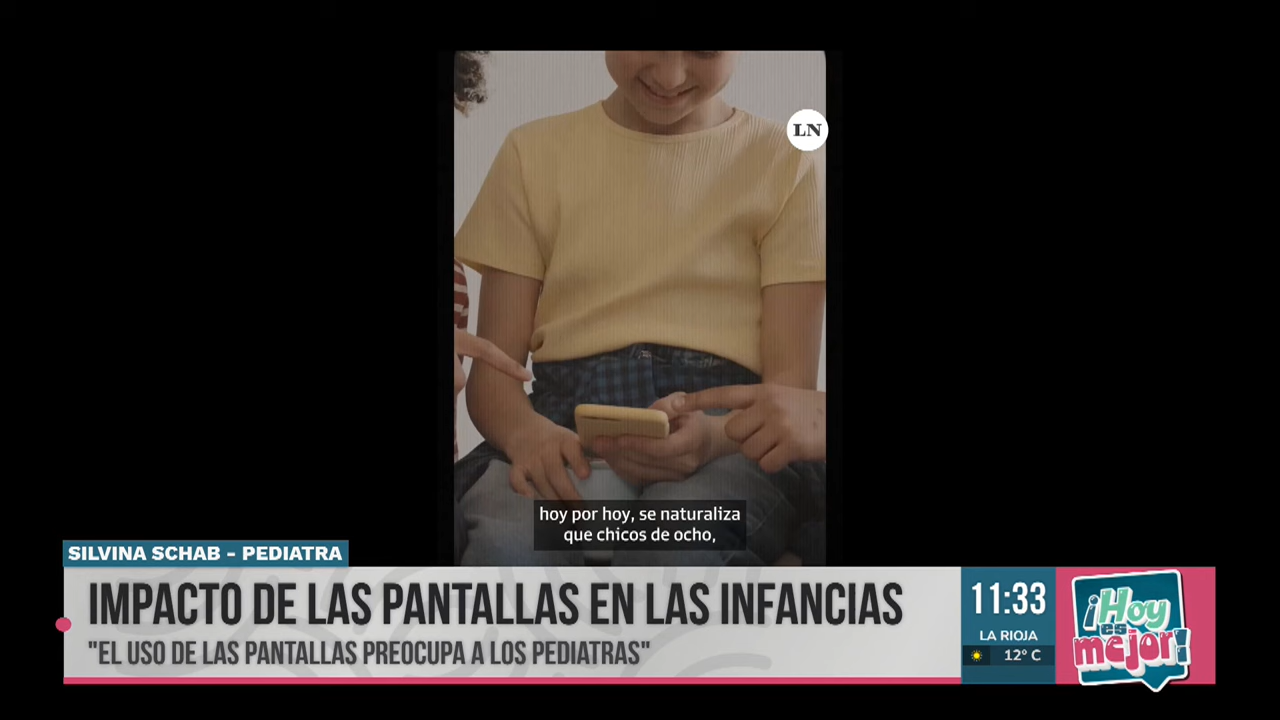 LN
hoy por hoy, se naturaliza
que chicos de ocho,
SILVINA SCHAB - PEDIATRA
IMPACTO DE LAS PANTALLAS EN LAS INFANCIAS
"EL USO DE LAS PANTALLAS PREOCUPA A LOS PEDIATRAS"
11:33
LA RIOJA
12° C
¡Hoy
es
mejor!